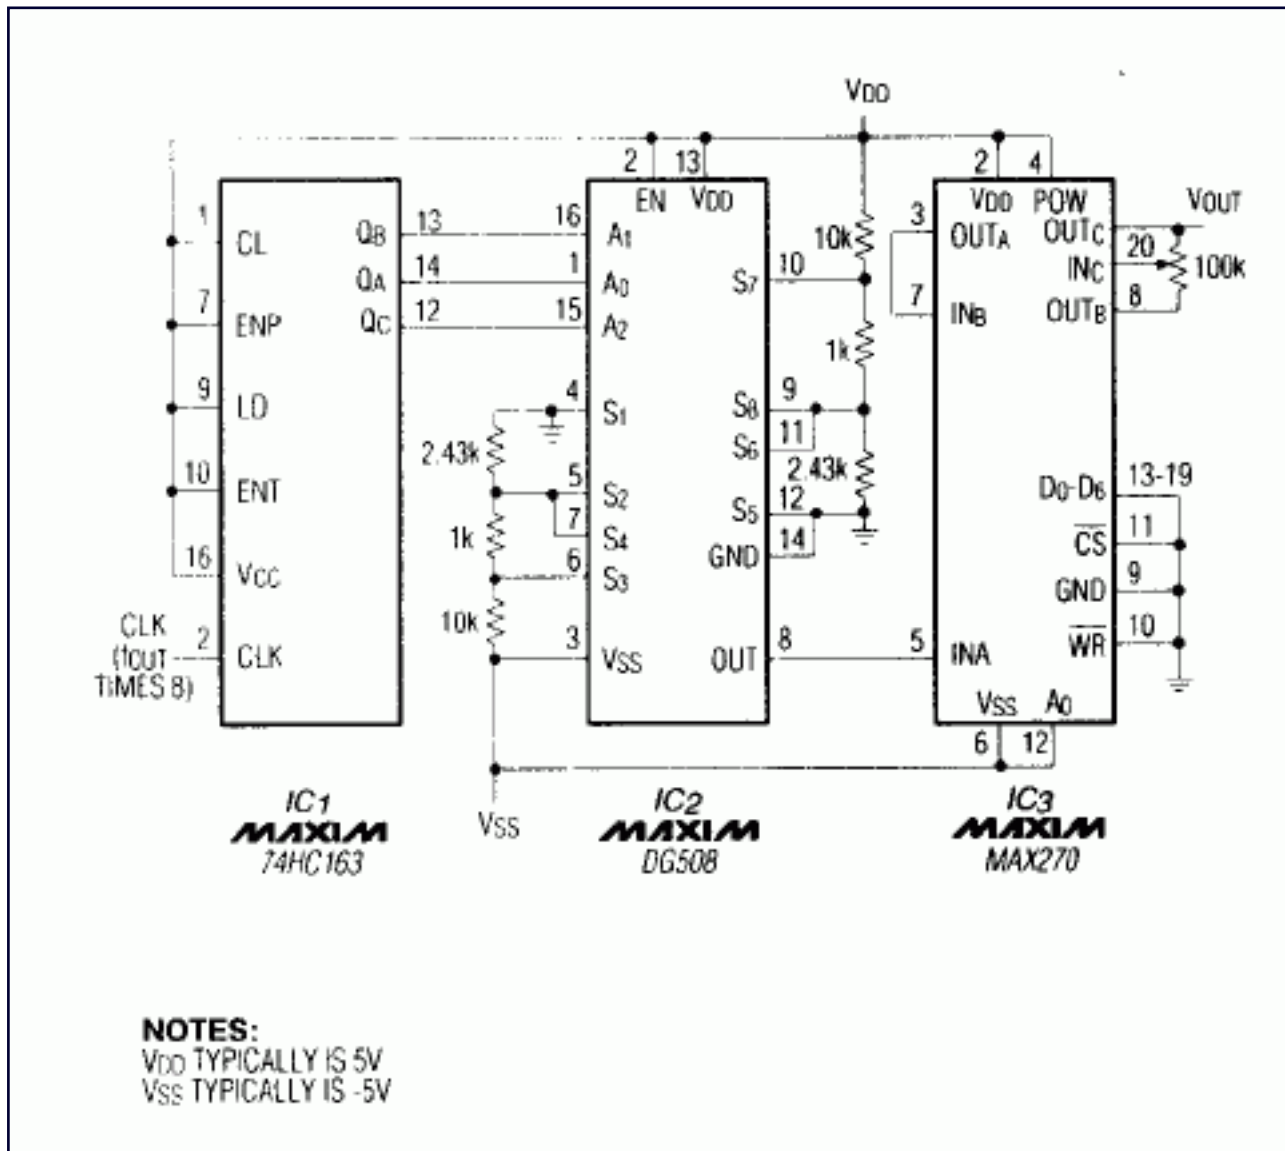 VDD
2 13 2 4
EN VDD VDD POW VOUT
1 CL QB 13 16 A1 10k 3 OUTA OUTC
20
14 1 A0 S7 10 INC 100k
QA
7 ENP QC 12 15 A2 7 INB OUTB 8
1k
9 LD 4 S1 S8 9
2.43k S6 11 2.43k
10 ENT 5 S2 S5 12 D0-D6 13-19
1k 7 S4 GND 14 CS 11
16 VCC 6 S3 GND 9
10k
CLK
(fOUT
TIMES 8)
2 CLK 3 VSS OUT 8 5 INA WR 10
VSS A0
6 12
VSS
IC1 IC2 IC3
MAXIM MAXIM MAXIM
74HC163 DG508 MAX270
NOTES:
VDD TYPICALLY IS 5V
VSS TYPICALLY IS -5V